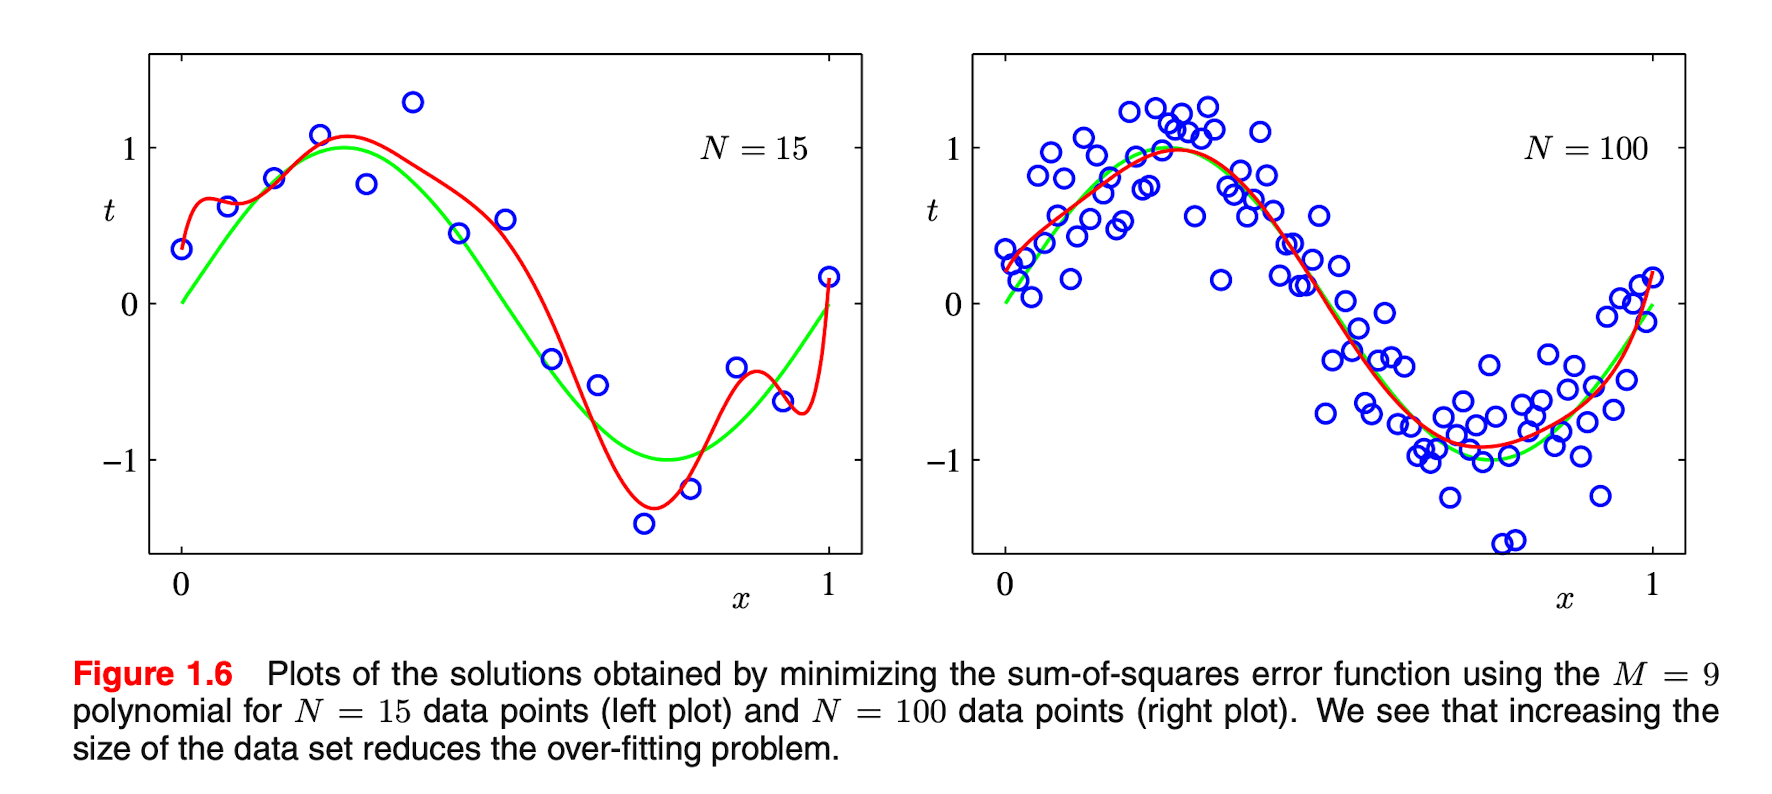 N = 15
1
t
0
−1
0
1
x
N = 100
1
t
0
−1
0
1
x
Figure 1.6 Plots of the solutions obtained by minimizing the sum-of-squares error function using the M = 9
polynomial for N = 15 data points (left plot) and N = 100 data points (right plot). We see that increasing the
size of the data set reduces the over-fitting problem.